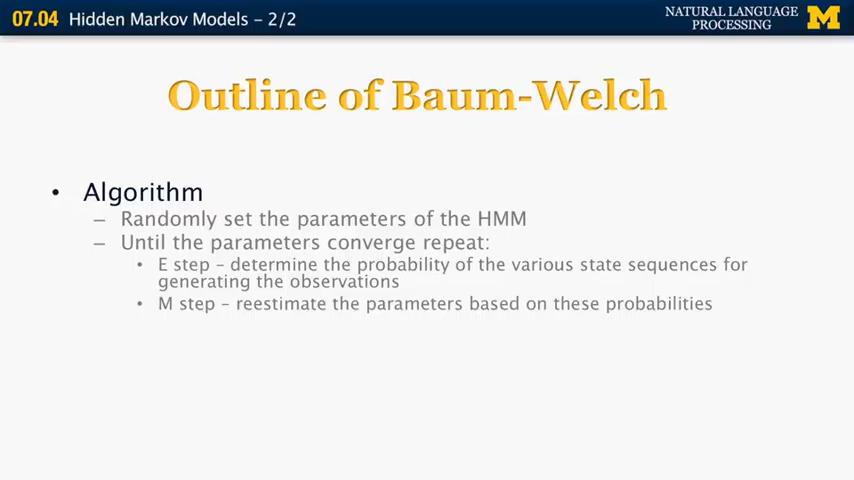 07.04 Hidden Markov Models – 2/2
NATURAL LANGUAGE
PROCESSING
M
Outline of Baum-Welch
• Algorithm
– Randomly set the parameters of the HMM
– Until the parameters converge repeat:
• E step – determine the probability of the various state sequences for
generating the observations
• M step – reestimate the parameters based on these probabilities